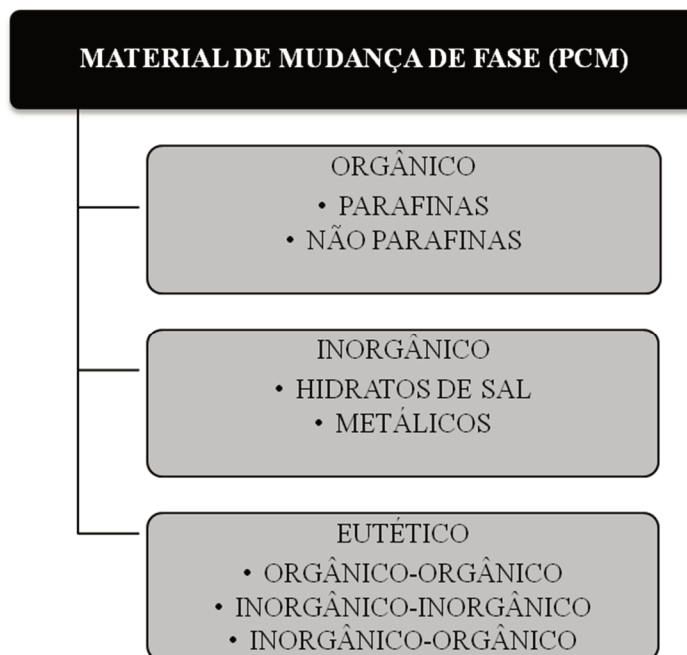 MATERIAL DE MUDANÇA DE FASE (PCM)
ORGÂNICO
• PARAFINAS
• NÃO PARAFINAS
INORGÂNICO
• HIDRATOS DE SAL
• METÁLICOS
EUTÉTICO
• ORGÂNICO-ORGÂNICO
• INORGÂNICO-INORGÂNICO
• INORGÂNICO-ORGÂNICO